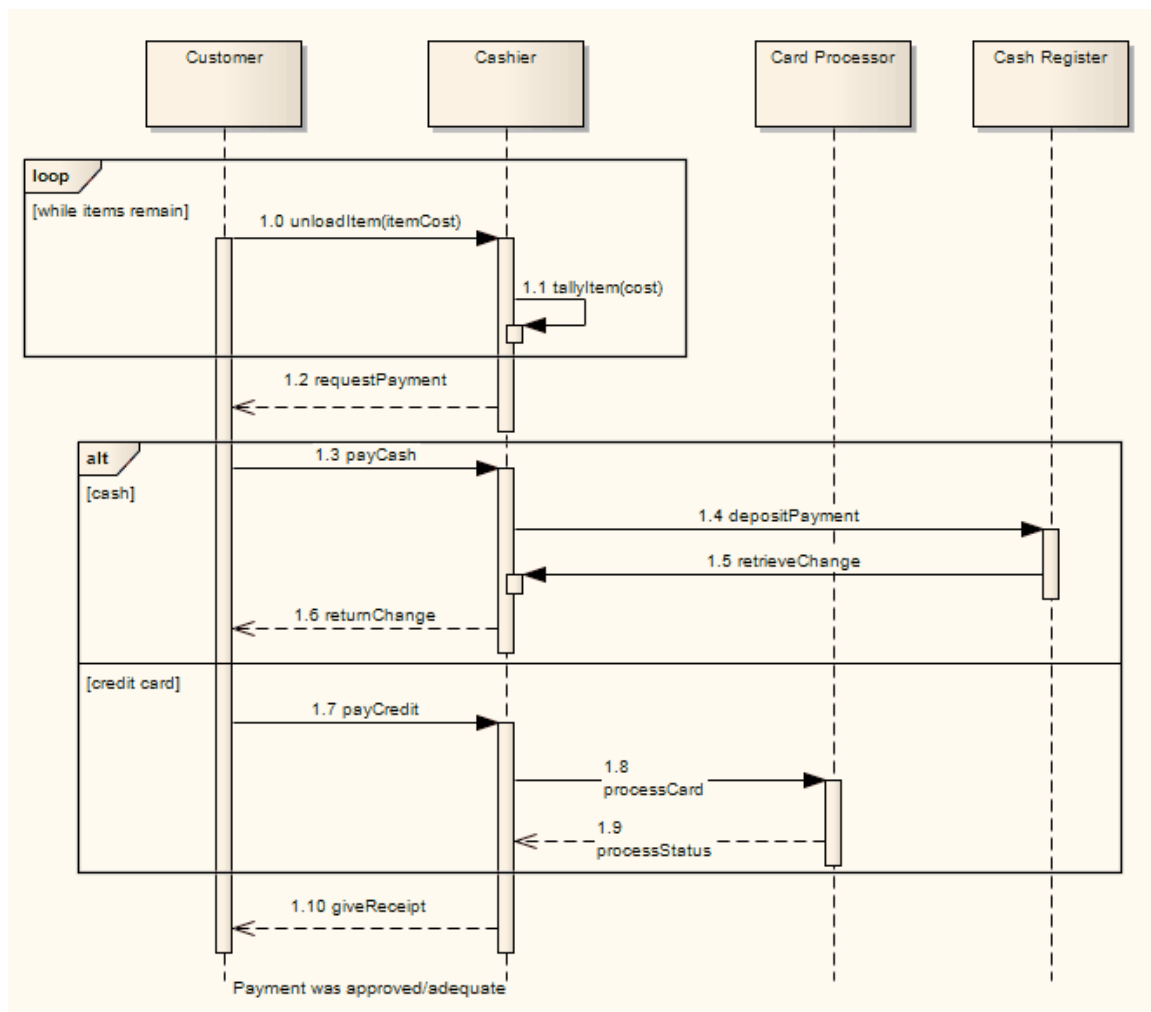 Customer
Cashier
Card Processor
Cash Register
loop
[while items remain]
1.0 unloadItem(itemCost)
1.1 tallyItem(cost)
1.2 requestPayment
alt
1.3 payCash
[cash]
1.4 depositPayment
1.5 retrieveChange
1.6 returnChange
[credit card]
1.7 payCredit
1.8
processCard
1.9
processStatus
1.10 giveReceipt
Payment was approved/adequate